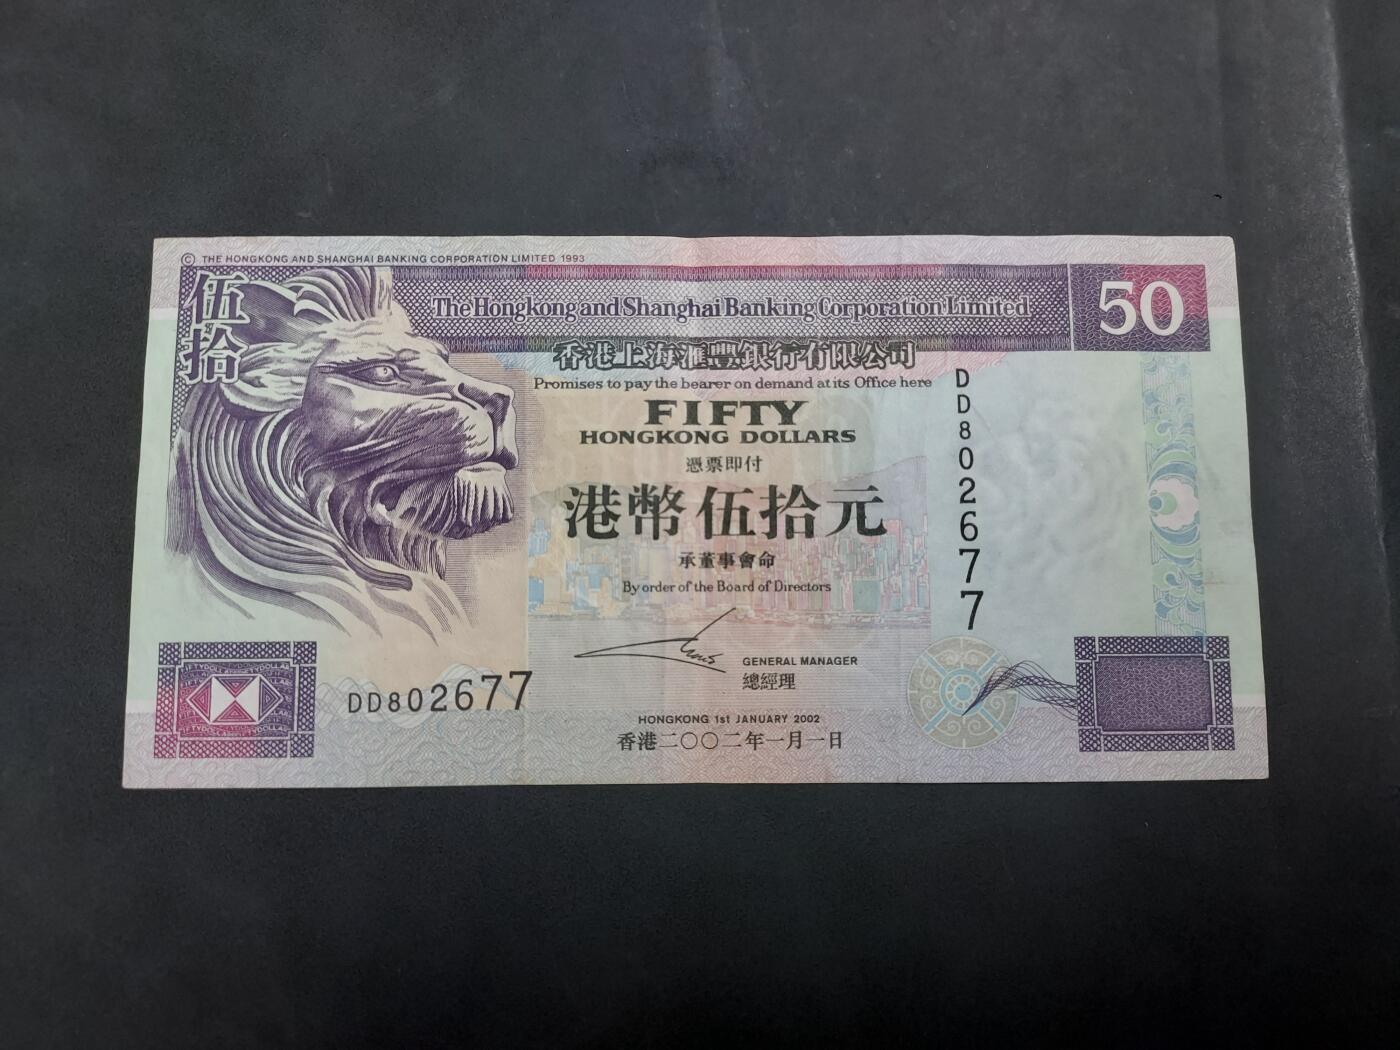 © THE HONGKONG AND SHANGHAI BANKING CORPORATION LIMITED 1993
伍拾
The Hongkong and Shanghai Banking Corporation Limited
50
香港上海滙豐銀行有限公司
Promises to pay the bearer on demand at its Office here
FIFTY
HONGKONG DOLLARS
憑票即付
港幣伍拾元
承董事會命
By order of the Board of Directors
DD802677
GENERAL MANAGER
總經理
DD802677
HONGKONG 1st JANUARY 2002
香港二〇〇二年一月一日